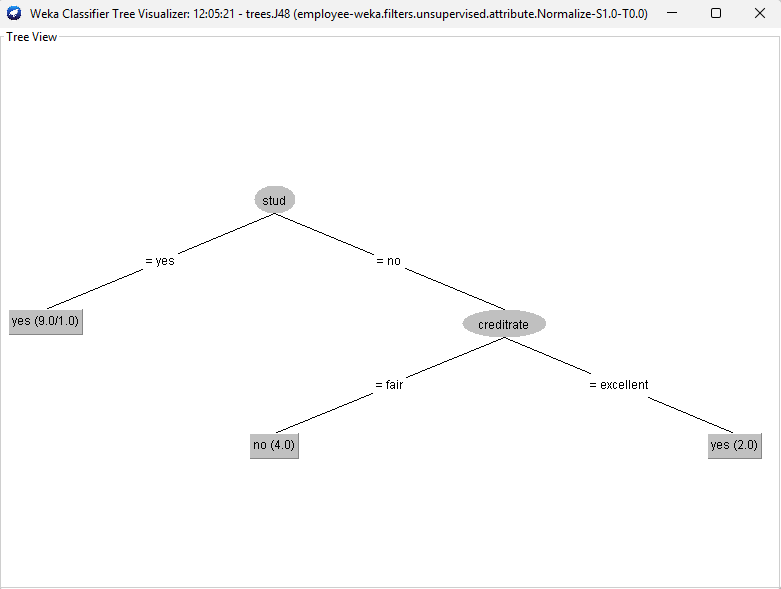 Weka Classifier Tree Visualizer: 12:05:21 - trees.J48 (employee-weka.filters.unsupervised.attribute.Normalize-S1.0-T0.0)
Tree View
stud
= yes
= no
yes (9.0/1.0)
creditrate
= fair
= excellent
no (4.0)
yes (2.0)